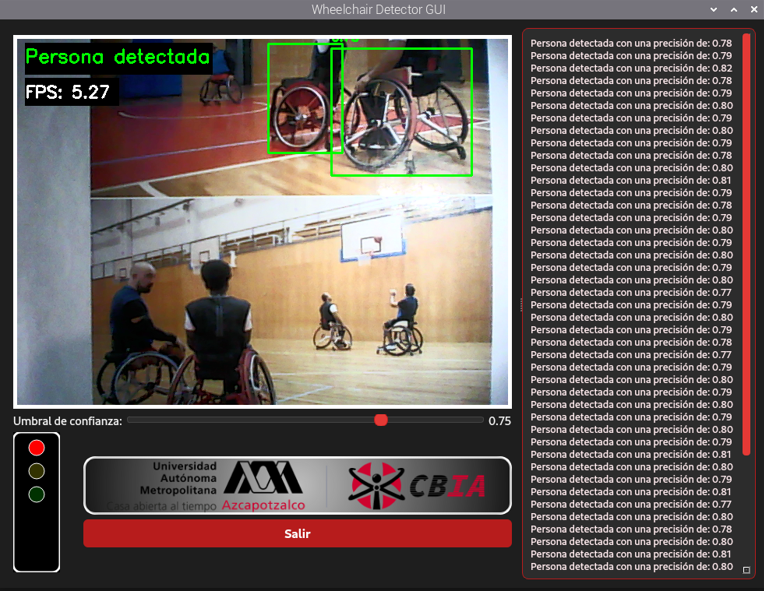 Wheelchair Detector GUI
Persona detectada
FPS: 5.27
Umbral de confianza:
0.75
Universidad
Autónoma
Metropolitana
Casa abierta al tiempo Azcapotzalco
CBIA
Salir
Persona detectada con una precisión de: 0.78
Persona detectada con una precisión de: 0.79
Persona detectada con una precisión de: 0.82
Persona detectada con una precisión de: 0.78
Persona detectada con una precisión de: 0.79
Persona detectada con una precisión de: 0.80
Persona detectada con una precisión de: 0.79
Persona detectada con una precisión de: 0.80
Persona detectada con una precisión de: 0.79
Persona detectada con una precisión de: 0.78
Persona detectada con una precisión de: 0.80
Persona detectada con una precisión de: 0.81
Persona detectada con una precisión de: 0.79
Persona detectada con una precisión de: 0.78
Persona detectada con una precisión de: 0.79
Persona detectada con una precisión de: 0.80
Persona detectada con una precisión de: 0.79
Persona detectada con una precisión de: 0.80
Persona detectada con una precisión de: 0.79
Persona detectada con una precisión de: 0.80
Persona detectada con una precisión de: 0.77
Persona detectada con una precisión de: 0.79
Persona detectada con una precisión de: 0.80
Persona detectada con una precisión de: 0.79
Persona detectada con una precisión de: 0.78
Persona detectada con una precisión de: 0.77
Persona detectada con una precisión de: 0.79
Persona detectada con una precisión de: 0.80
Persona detectada con una precisión de: 0.79
Persona detectada con una precisión de: 0.80
Persona detectada con una precisión de: 0.79
Persona detectada con una precisión de: 0.80
Persona detectada con una precisión de: 0.79
Persona detectada con una precisión de: 0.81
Persona detectada con una precisión de: 0.80
Persona detectada con una precisión de: 0.79
Persona detectada con una precisión de: 0.81
Persona detectada con una precisión de: 0.77
Persona detectada con una precisión de: 0.80
Persona detectada con una precisión de: 0.78
Persona detectada con una precisión de: 0.80
Persona detectada con una precisión de: 0.81
Persona detectada con una precisión de: 0.80